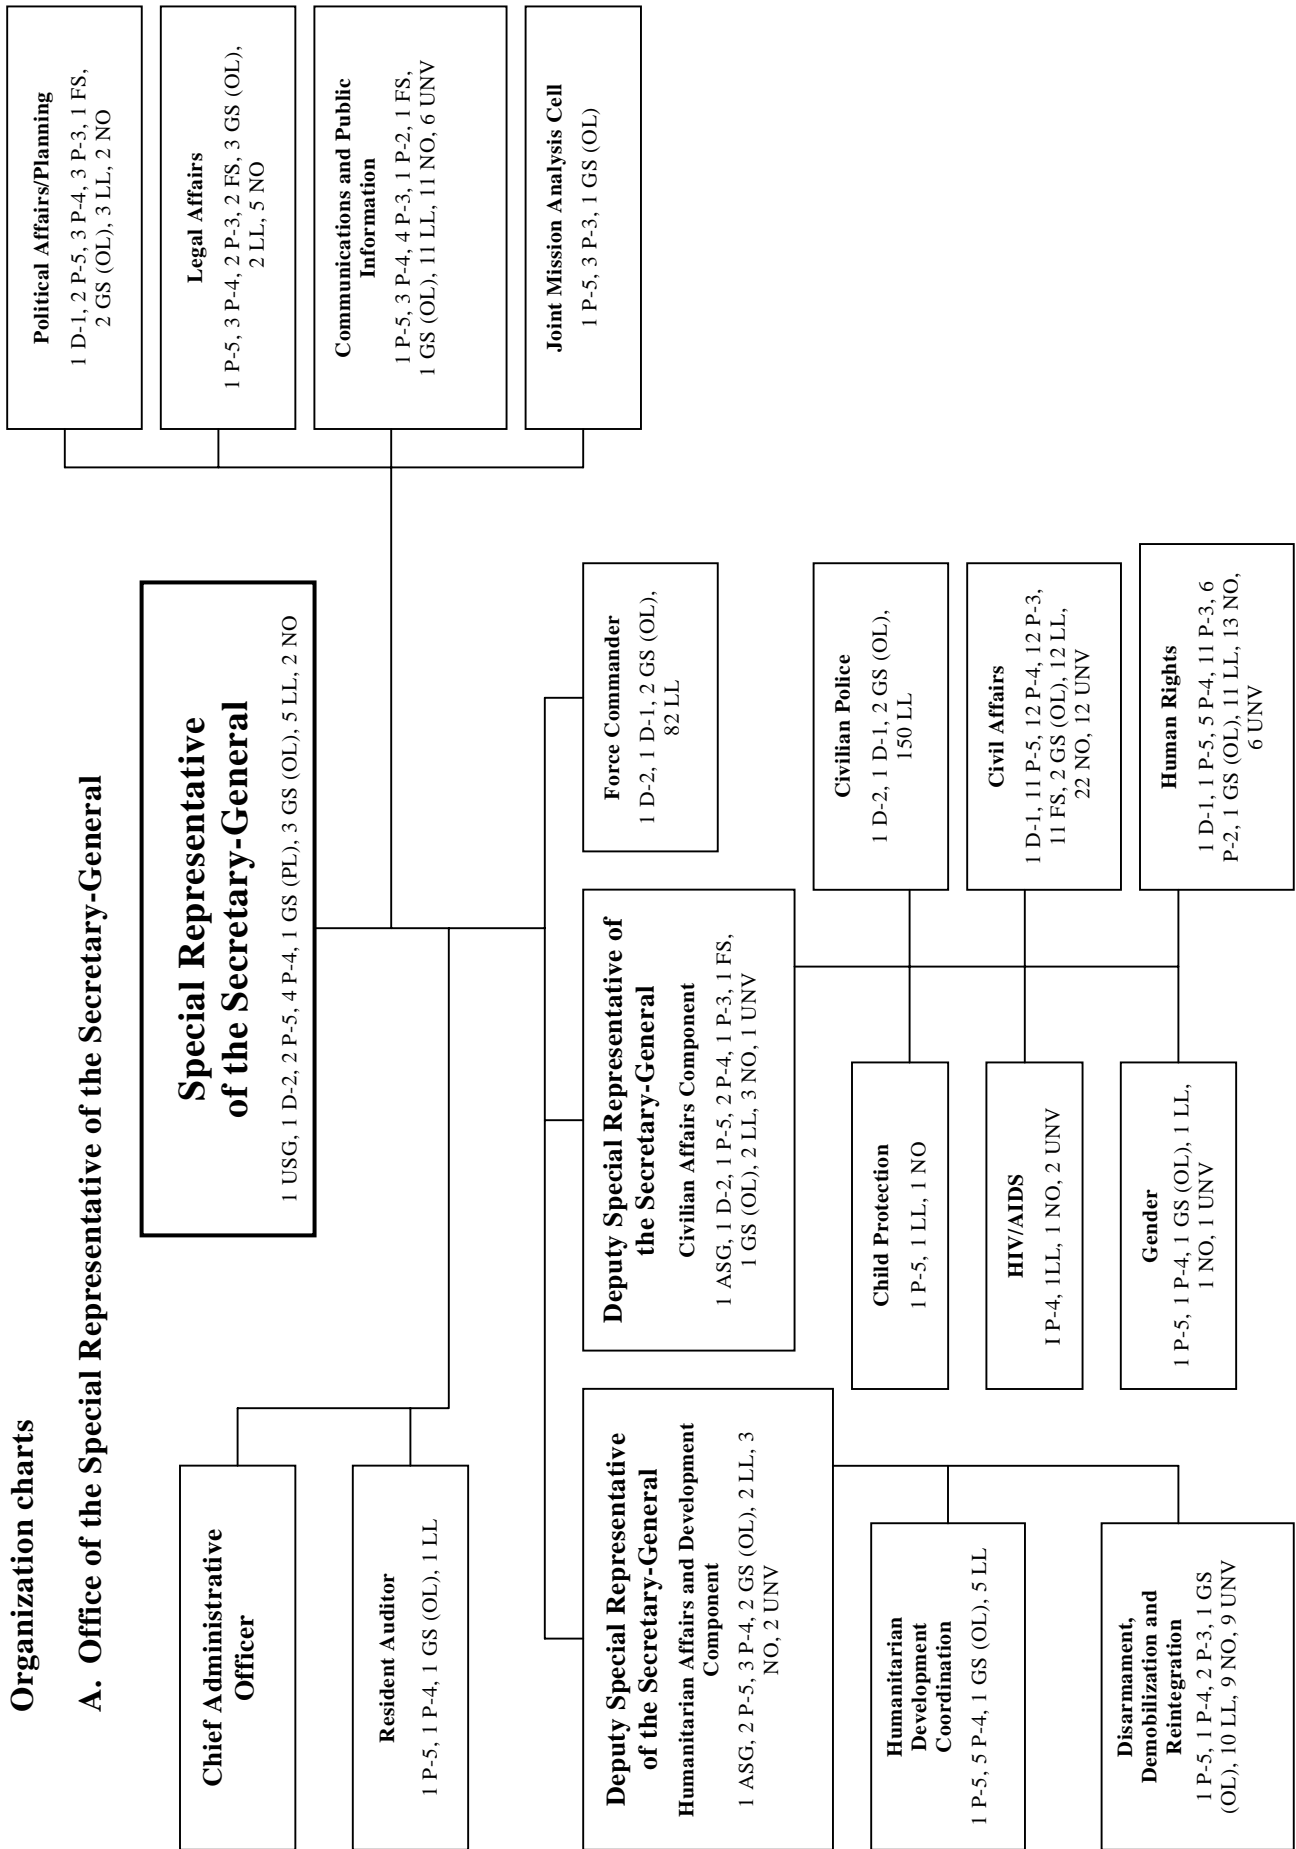 Organization charts
A. Office of the Special Representative of the Secretary-General
Special Representative
of the Secretary-General
1 USG, 1 D-2, 2 P-5, 4 P-4, 1 GS (PL), 3 GS (OL), 5 LL, 2 NO
Political Affairs/Planning
1 D-1, 2 P-5, 3 P-4, 3 P-3, 1 FS,
2 GS (OL), 3 LL, 2 NO
Legal Affairs
1 P-5, 3 P-4, 2 P-3, 2 FS, 3 GS (OL),
2 LL, 5 NO
Communications and Public
Information
1 P-5, 3 P-4, 4 P-3, 1 P-2, 1 FS,
1 GS (OL), 11 LL, 11 NO, 6 UNV
Joint Mission Analysis Cell
1 P-5, 3 P-3, 1 GS (OL)
Chief Administrative
Officer
Resident Auditor
1 P-5, 1 P-4, 1 GS (OL), 1 LL
Deputy Special Representative
of the Secretary-General
Humanitarian Affairs and Development
Component
1 ASG, 2 P-5, 3 P-4, 2 GS (OL), 2 LL, 3
NO, 2 UNV
Deputy Special Representative of
the Secretary-General
Civilian Affairs Component
1 ASG, 1 D-2, 1 P-5, 2 P-4, 1 P-3, 1 FS,
1 GS (OL), 2 LL, 3 NO, 1 UNV
Force Commander
1 D-2, 1 D-1, 2 GS (OL),
82 LL
Humanitarian
Development
Coordination
1 P-5, 5 P-4, 1 GS (OL), 5 LL
Disarmament,
Demobilization and
Reintegration
1 P-5, 1 P-4, 2 P-3, 1 GS
(OL), 10 LL, 9 NO, 9 UNV
Child Protection
1 P-5, 1 LL, 1 NO
HIV/AIDS
1 P-4, 1LL, 1 NO, 2 UNV
Gender
1 P-5, 1 P-4, 1 GS (OL), 1 LL,
1 NO, 1 UNV
Civilian Police
1 D-2, 1 D-1, 2 GS (OL),
150 LL
Civil Affairs
1 D-1, 11 P-5, 12 P-4, 12 P-3,
11 FS, 2 GS (OL), 12 LL,
22 NO, 12 UNV
Human Rights
1 D-1, 1 P-5, 5 P-4, 11 P-3, 6
P-2, 1 GS (OL), 11 LL, 13 NO,
6 UNV